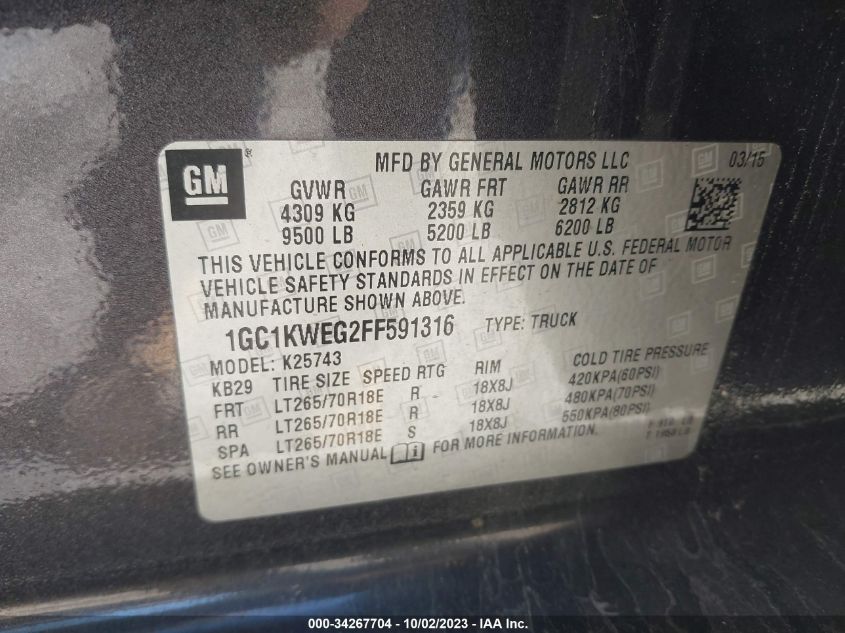 GM
MFD BY GENERAL MOTORS LLC 03/15
GVWR GAWR FRT GAWR RR
4309 KG 2359 KG 2812 KG
9500 LB 5200 LB 6200 LB
THIS VEHICLE CONFORMS TO ALL APPLICABLE U.S. FEDERAL MOTOR
VEHICLE SAFETY STANDARDS IN EFFECT ON THE DATE OF
MANUFACTURE SHOWN ABOVE.
1GC1KWEG2FF591316 TYPE: TRUCK
MODEL: K25743
KB29 TIRE SIZE SPEED RTG RIM COLD TIRE PRESSURE
FRT LT265/70R18E R 18X8J 420KPA(60PSI)
RR LT265/70R18E R 18X8J 480KPA(70PSI)
SPA LT265/70R18E S 18X8J 550KPA(80PSI)
SEE OWNER'S MANUAL FOR MORE INFORMATION.
000-34267704 - 10/02/2023 - IAA Inc.